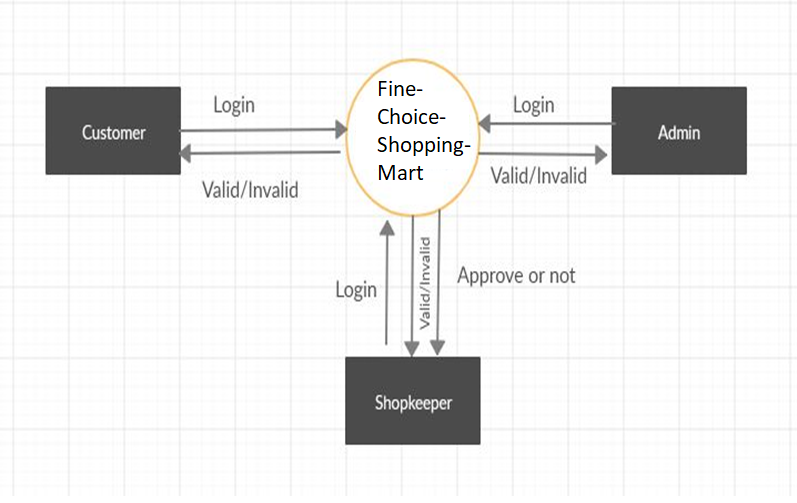 Fine-
Choice-
Shopping-
Mart
Customer
Login
Valid/Invalid
Login
Valid/Invalid
Admin
Login
Valid/Invalid
Approve or not
Shopkeeper